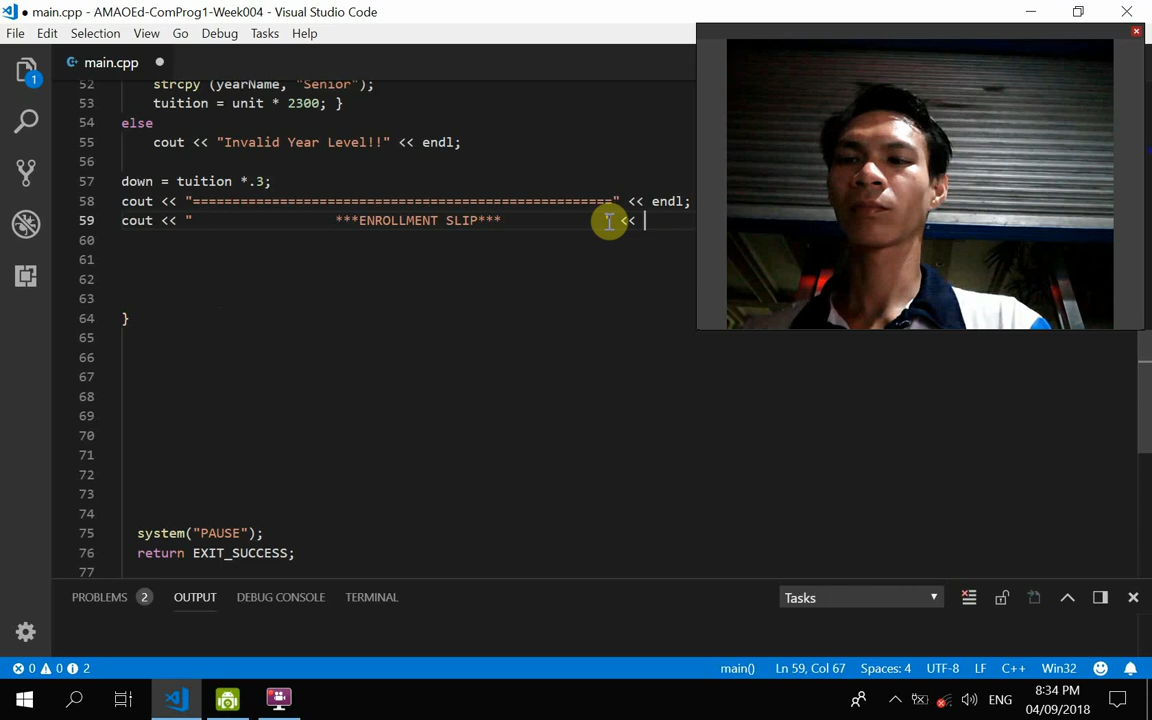 ● main.cpp - AMAOEd-ComProg1-Week004 - Visual Studio Code
File Edit Selection View Go Debug Tasks Help
main.cpp ●
52 strcpy (yearName, "Senior");
53 tuition = unit * 2300; }
54 else
55 cout << "Invalid Year Level!!" << endl;
56
57 down = tuition *.3;
58 cout << "=====================================================" << endl;
59 cout << "                  ***ENROLLMENT SLIP***             " <<
60
61
62
63
64 }
65
66
67
68
69
70
71
72
73
74
75 system("PAUSE");
76 return EXIT_SUCCESS;
77
PROBLEMS 2 OUTPUT DEBUG CONSOLE TERMINAL Tasks
0 0 2 main() Ln 59, Col 67 Spaces: 4 UTF-8 LF C++ Win32
ENG
8:34 PM
04/09/2018
1